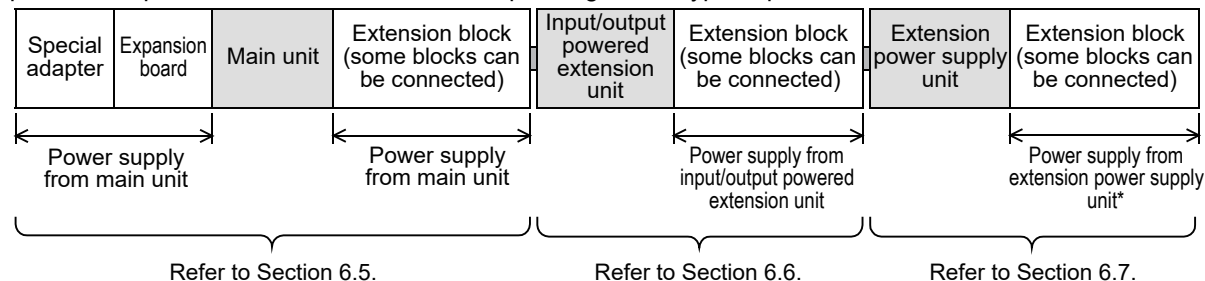 Special
adapter
Expansion
board
Main unit
Extension block
(some blocks can
be connected)
Input/output
powered
extension
unit
Extension block
(some blocks can
be connected)
Extension
power supply
unit
Extension block
(some blocks can
be connected)
Power supply
from main unit
Power supply
from main unit
Power supply from
input/output powered
extension unit
Power supply from
extension power supply
unit*
Refer to Section 6.5.
Refer to Section 6.6.
Refer to Section 6.7.